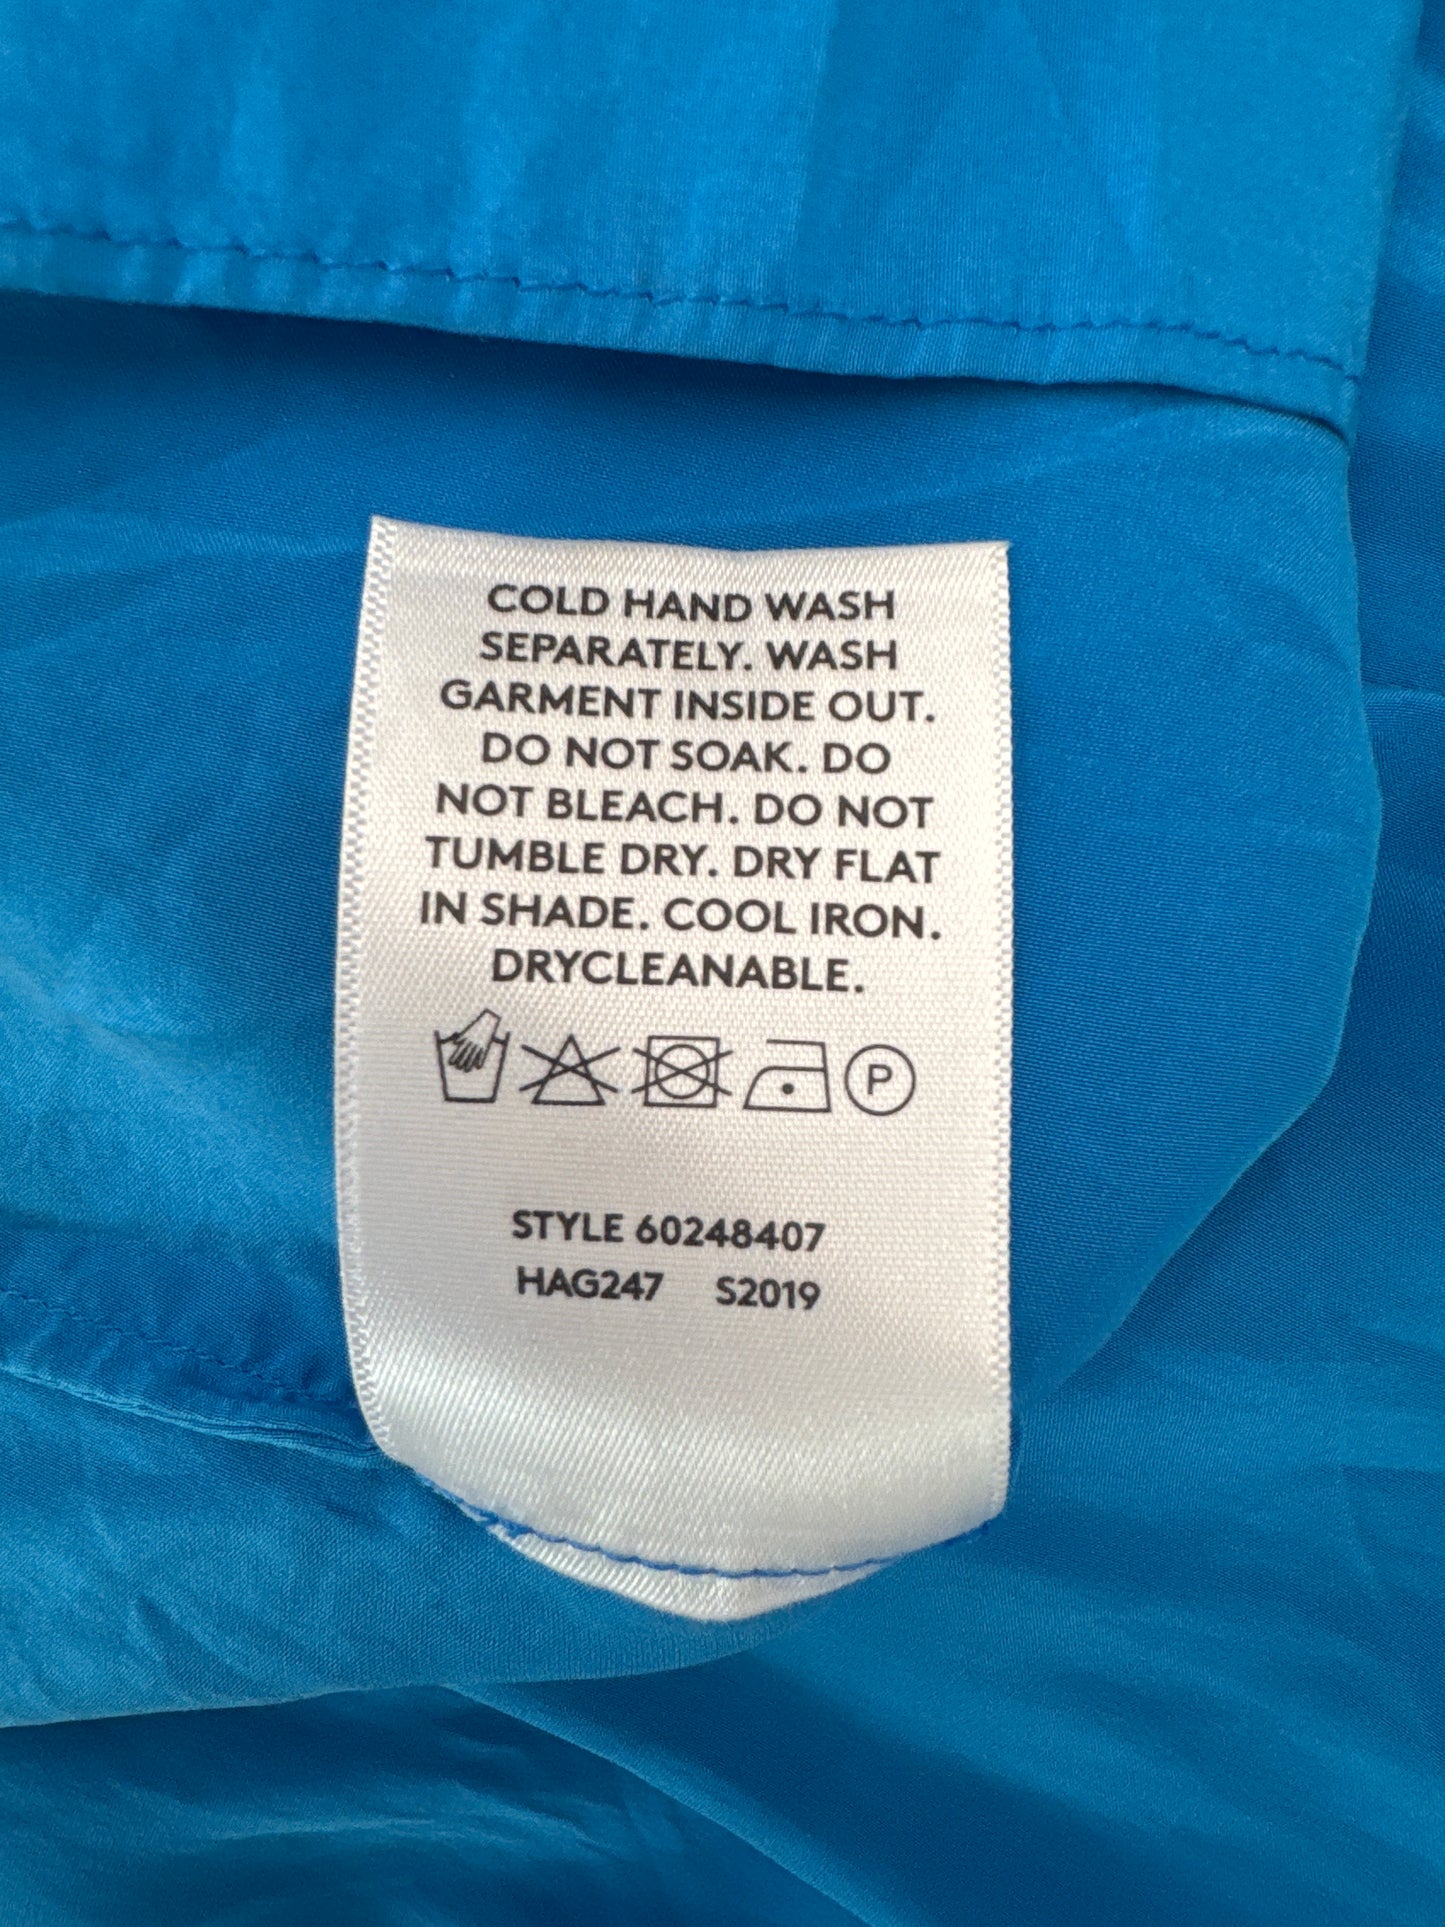 COLD HAND WASH
SEPARATELY. WASH
GARMENT INSIDE OUT.
DO NOT SOAK. DO
NOT BLEACH. DO NOT
TUMBLE DRY. DRY FLAT
IN SHADE. COOL IRON.
DRYCLEANABLE.
P
STYLE 60248407
HAG247 S2019